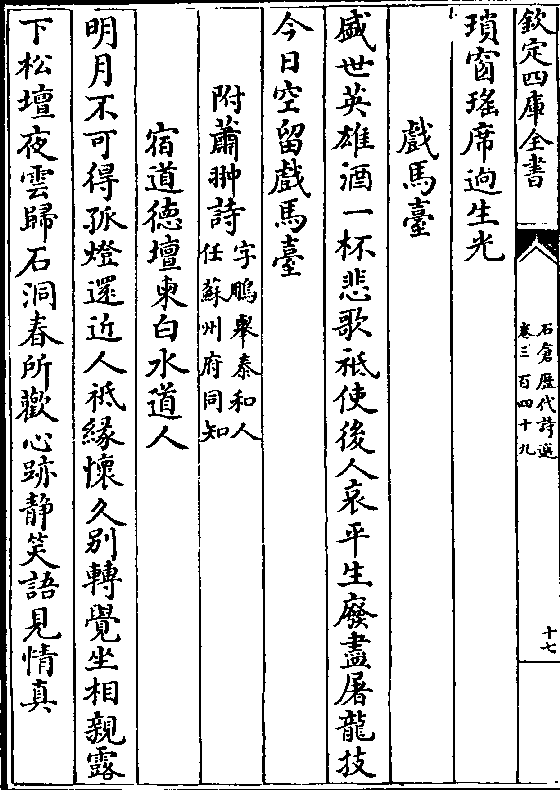 欽定四庫全書
石倉歷代詩選
卷三百四十九
十七
瑣窗瑤席逈生光
戲馬臺
盛世英雄酒一杯悲歌祗使後人哀平生廢盡屠龍技
今日空留戲馬臺
附蕭翀詩字鵬舉泰和人
任蘇州府同知
宿道德壇柬白水道人
明月不可得孤燈還近人祗緣懷久别轉覺坐相親露
下松壇夜雲歸石洞春所歡心跡静笑語見情真